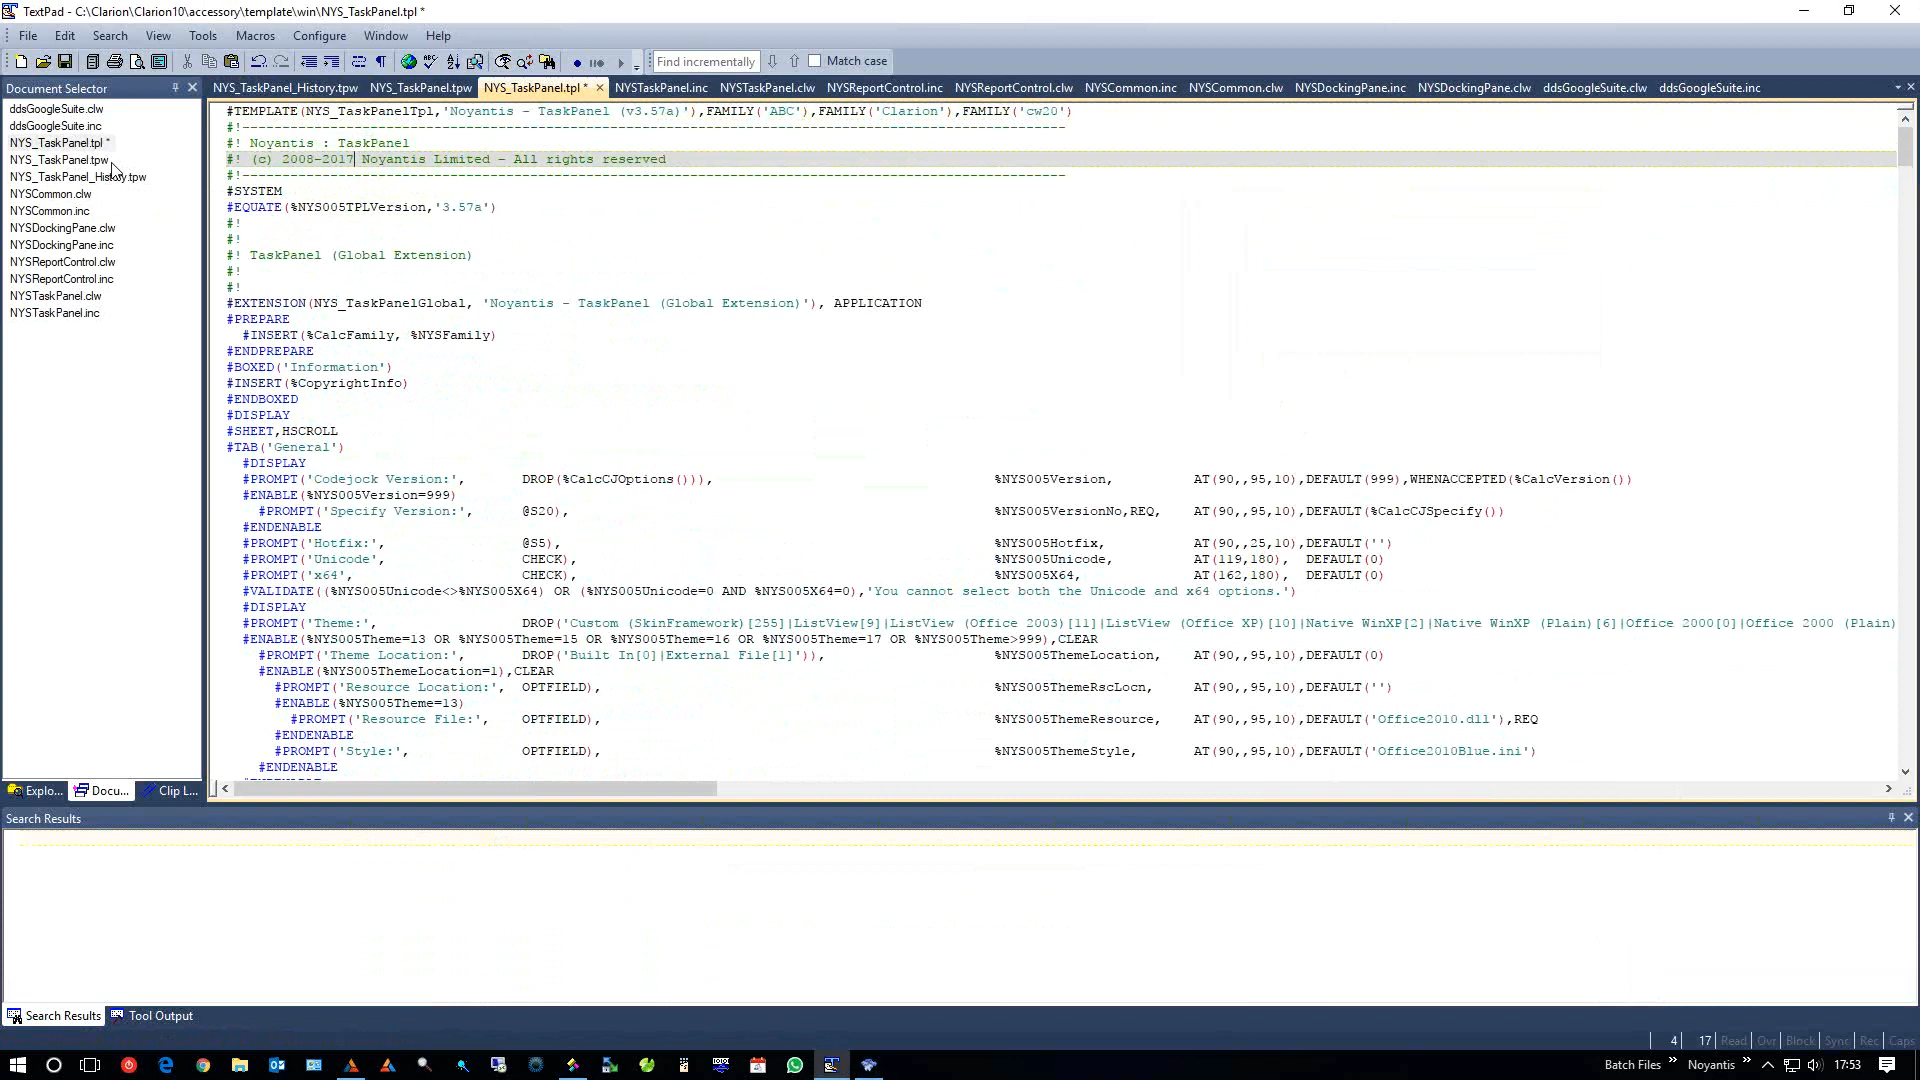 TextPad - C:\Clarion\Clarion10\accessory\template\win\NYS_TaskPanel.tpl *
File Edit Search View Tools Macros Configure Window Help
Find incrementally Match case
Document Selector
ddsGoogleSuite.clw
ddsGoogleSuite.inc
NYS_TaskPanel.tpl *
NYS_TaskPanel.tpw
NYS_TaskPanel_History.tpw
NYSCommon.clw
NYSCommon.inc
NYSDockingPane.clw
NYSDockingPane.inc
NYSReportControl.clw
NYSReportControl.inc
NYSTaskPanel.clw
NYSTaskPanel.inc
Explo... Docu... Clip L...
NYS_TaskPanel_History.tpw NYS_TaskPanel.tpw NYS_TaskPanel.tpl * NYSTaskPanel.inc NYSTaskPanel.clw NYSReportControl.inc NYSReportControl.clw NYSCommon.inc NYSCommon.clw NYSDockingPane.inc NYSDockingPane.clw ddsGoogleSuite.clw ddsGoogleSuite.inc
#TEMPLATE(NYS_TaskPanelTpl,'Noyantis - TaskPanel (v3.57a)'),FAMILY('ABC'),FAMILY('Clarion'),FAMILY('cw20')
#!-------------------------------------------------------------------------------------------------------
#! Noyantis : TaskPanel
#! (c) 2008-2017 Noyantis Limited - All rights reserved
#!-------------------------------------------------------------------------------------------------------
#SYSTEM
#EQUATE(%NYS005TPLVersion,'3.57a')
#!
#!
#! TaskPanel (Global Extension)
#!
#!
#EXTENSION(NYS_TaskPanelGlobal, 'Noyantis - TaskPanel (Global Extension)'), APPLICATION
#PREPARE
#INSERT(%CalcFamily, %NYSFamily)
#ENDPREPARE
#BOXED('Information')
#INSERT(%CopyrightInfo)
#ENDBOXED
#DISPLAY
#SHEET,HSCROLL
#TAB('General')
#DISPLAY
#PROMPT('Codejock Version:', DROP(%CalcCJOptions())), %NYS005Version, AT(90,,95,10),DEFAULT(999),WHENACCEPTED(%CalcVersion())
#ENABLE(%NYS005Version=999)
#PROMPT('Specify Version:', @S20), %NYS005VersionNo,REQ, AT(90,,95,10),DEFAULT(%CalcCJSpecify())
#ENDENABLE
#PROMPT('Hotfix:', @S5), %NYS005Hotfix, AT(90,,25,10),DEFAULT('')
#PROMPT('Unicode', CHECK), %NYS005Unicode, AT(119,180), DEFAULT(0)
#PROMPT('x64', CHECK), %NYS005X64, AT(162,180), DEFAULT(0)
#VALIDATE((%NYS005Unicode<>%NYS005X64) OR (%NYS005Unicode=0 AND %NYS005X64=0),'You cannot select both the Unicode and x64 options.')
#DISPLAY
#PROMPT('Theme:', DROP('Custom (SkinFramework)[255]|ListView[9]|ListView (Office 2003)[11]|ListView (Office XP)[10]|Native WinXP[2]|Native WinXP (Plain)[6]|Office 2000[0]|Office 2000 (Plain)
#ENABLE(%NYS005Theme=13 OR %NYS005Theme=15 OR %NYS005Theme=16 OR %NYS005Theme=17 OR %NYS005Theme>999),CLEAR
#PROMPT('Theme Location:', DROP('Built In[0]|External File[1]')), %NYS005ThemeLocation, AT(90,,95,10),DEFAULT(0)
#ENABLE(%NYS005ThemeLocation=1),CLEAR
#PROMPT('Resource Location:', OPTFIELD), %NYS005ThemeRscLocn, AT(90,,95,10),DEFAULT('')
#ENABLE(%NYS005Theme=13)
#PROMPT('Resource File:', OPTFIELD), %NYS005ThemeResource, AT(90,,95,10),DEFAULT('Office2010.dll'),REQ
#ENDENABLE
#PROMPT('Style:', OPTFIELD), %NYS005ThemeStyle, AT(90,,95,10),DEFAULT('Office2010Blue.ini')
#ENDENABLE
Search Results
Search Results Tool Output
4 17 Read Ovr Block Sync Rec Caps
Batch Files Noyantis 17:53